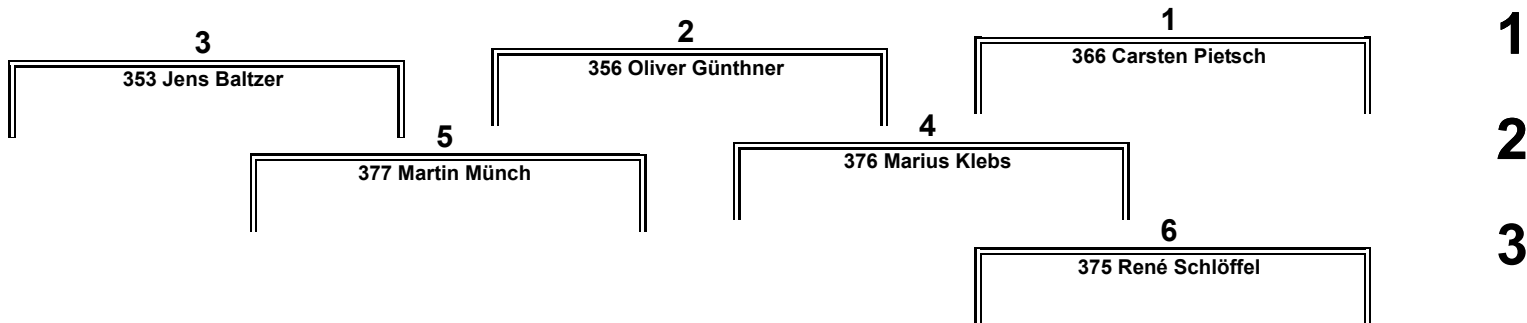 3
353 Jens Baltzer
2
356 Oliver Günthner
1
366 Carsten Pietsch
1
5
377 Martin Münch
4
376 Marius Klebs
2
6
375 René Schlöffel
3